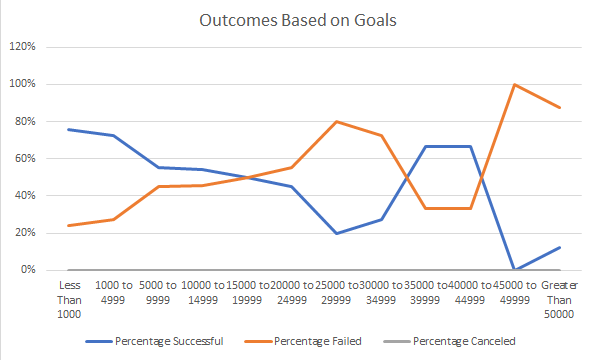 Outcomes Based on Goals
120%
100%
80%
60%
40%
20%
0%
Less Than 1000
1000 to 4999
5000 to 9999
10000 to 14999
15000 to 19999
20000 to 24999
25000 to 29999
30000 to 34999
35000 to 39999
40000 to 44999
45000 to 49999
Greater Than 50000
Percentage Successful
Percentage Failed
Percentage Canceled